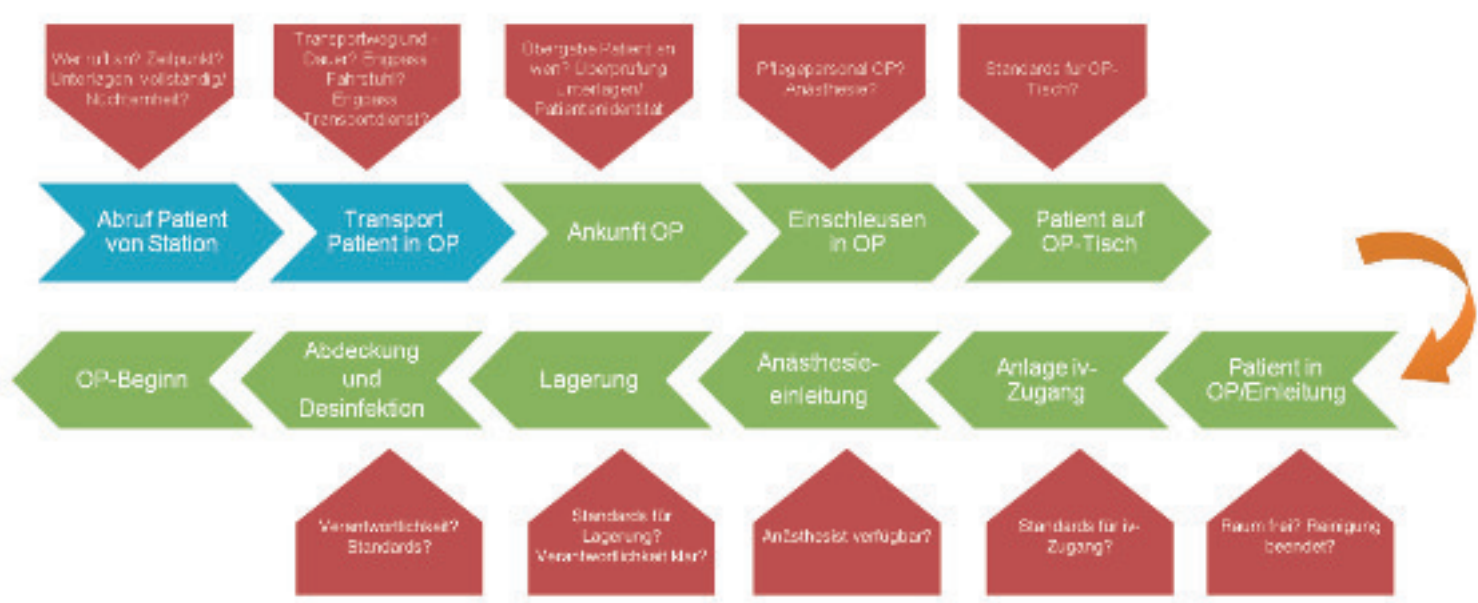 Wer ruft an? Zeitpunkt?
Unterlagen vollständig/
Nüchternheit?
Transportweg und -
Dauer? Engpass
Fahrstuhl?
Engpass
Transportdienst?
Übergabe Patient an
wen? Überprüfung
Unterlagen/
Patientenidentität
Pflegepersonal OP?
Anästhesie?
Standards für OP-
Tisch?
Abruf Patient
von Station
Transport
Patient in OP
Ankunft OP
Einschleusen
in OP
Patient auf
OP-Tisch
OP-Beginn
Abdeckung
und
Desinfektion
Lagerung
Anästhesie-
einleitung
Anlage iv-
Zugang
Patient in
OP/Einleitung
Verantwortlichkeit?
Standards?
Standards für
Lagerung?
Verantwortlichkeit klar?
Anästhesist verfügbar?
Standards für iv-
Zugang?
Raum frei? Reinigung
beendet?